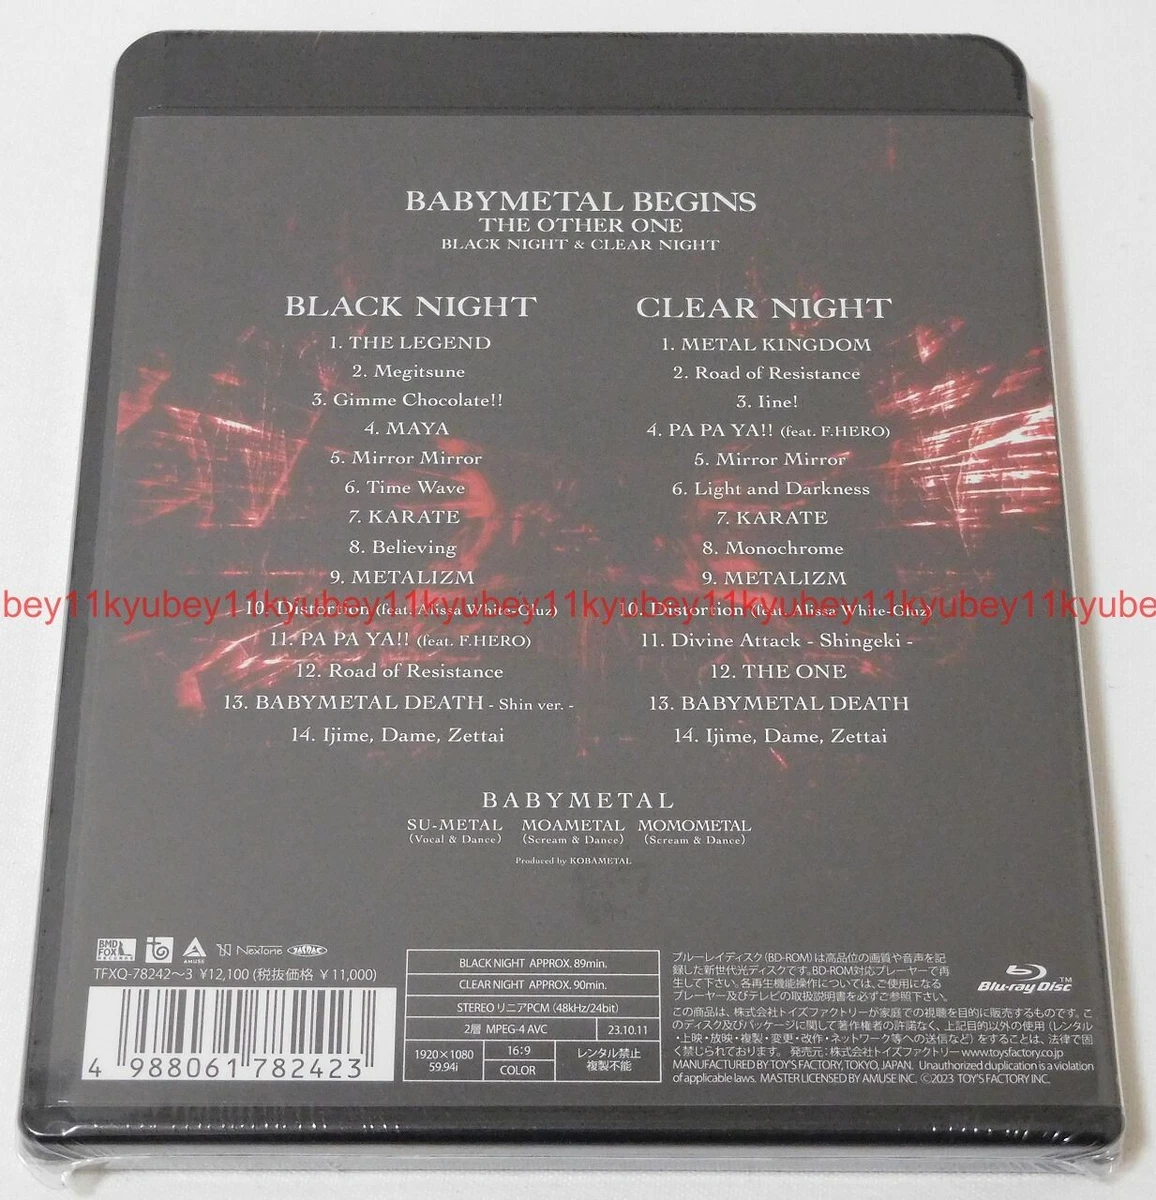 BABYMETAL BEGINS
THE OTHER ONE
BLACK NIGHT & CLEAR NIGHT
BLACK NIGHT
1. THE LEGEND
2. Megitsune
3. Gimme Chocolate!!
4. MAYA
5. Mirror Mirror
6. Time Wave
7. KARATE
8. Believing
9. METALIZM
10. Distortion (feat. Alissa White-Gluz)
11. PA PA YA!! (feat. F.HERO)
12. Road of Resistance
13. BABYMETAL DEATH - Shin ver. -
14. Ijime, Dame, Zettai
CLEAR NIGHT
1. METAL KINGDOM
2. Road of Resistance
3. Iine!
4. PA PA YA!! (feat. F.HERO)
5. Mirror Mirror
6. Light and Darkness
7. KARATE
8. Monochrome
9. METALIZM
10. Distortion (feat. Alissa White-Gluz)
11. Divine Attack - Shingeki -
12. THE ONE
13. BABYMETAL DEATH
14. Ijime, Dame, Zettai
bey11kyubey11kyubey11kyubey11kyubey11kyubey11kyube
BABYMETAL
SU-METAL MOAMETAL MOMOMETAL
(Vocal & Dance) (Scream & Dance) (Scream & Dance)
Produced by KOBAMETAL
BMD FOX RECORDS AMUSE NexTone JASRAC
TFXQ-78242～3 ¥12,100 (税抜価格 ¥11,000)
4 988061 782423
BLACK NIGHT APPROX. 89min.
CLEAR NIGHT APPROX. 90min.
STEREO リニアPCM (48kHz/24bit)
2層 MPEG-4 AVC 23.10.11
1920×1080 59.94i 16:9 COLOR レンタル禁止 複製不能
ブルーレイディスク(BD-ROM)は高品位の画質や音声を記
録した新世代光ディスクです。BD-ROM対応プレーヤーで再
生して下さい。各再生機能操作については、ご使用になる
プレーヤー及びテレビの取扱説明書を必ずご参照下さい。
Blu-ray Disc™
この商品は、株式会社トイズファクトリーが家庭での視聴を目的に販売するものです。こ
のディスク及びパッケージに関して著作権者の許諾なく、上記目的以外の使用(レンタル
・上映・放映・複製・変更・改作・ネットワーク等への送信など)をすることは、法律で固
く禁じられております。 発売元:株式会社トイズファクトリー www.toysfactory.co.jp
MANUFACTURED BY TOY'S FACTORY, TOKYO, JAPAN. Unauthorized duplication is a violation
of applicable laws. MASTER LICENSED BY AMUSE INC. ©2023 TOY'S FACTORY INC.